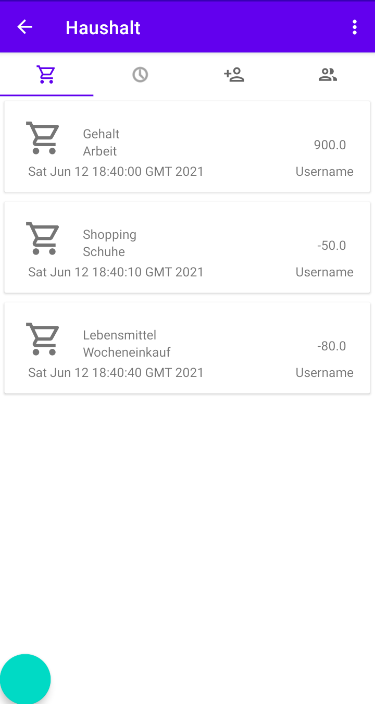 Haushalt
Gehalt
Arbeit
900.0
Sat Jun 12 18:40:00 GMT 2021 Username
Shopping
Schuhe
-50.0
Sat Jun 12 18:40:10 GMT 2021 Username
Lebensmittel
Wocheneinkauf
-80.0
Sat Jun 12 18:40:40 GMT 2021 Username